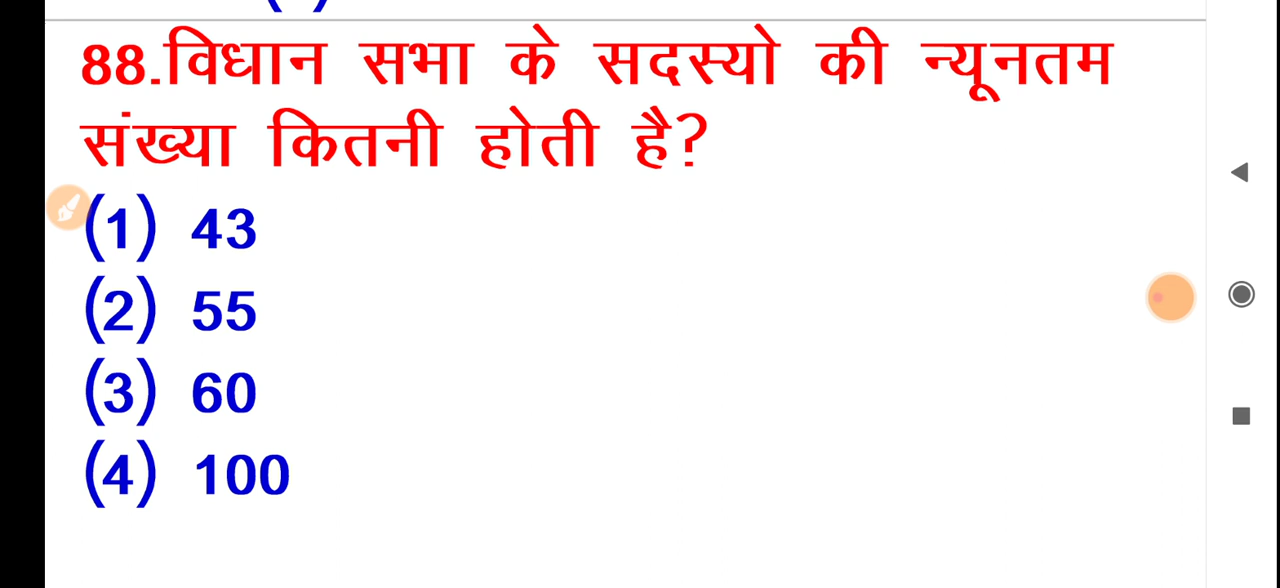 88.विधान सभा के सदस्यो की न्यूनतम
संख्या कितनी होती है?
(1) 43
(2) 55
(3) 60
(4) 100